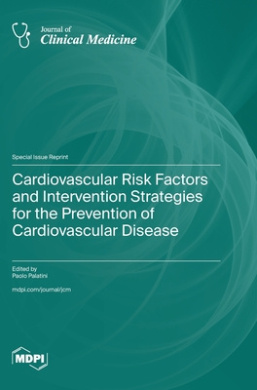 Journal of
Clinical Medicine
Special Issue Reprint
Cardiovascular Risk Factors
and Intervention Strategies
for the Prevention of
Cardiovascular Disease
Edited by
Paolo Palatini
mdpi.com/journal/jcm
MDPI